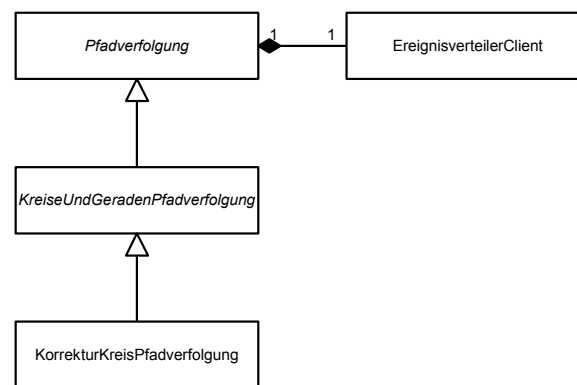 Pfadverfolgung
1
1
EreignisverteilerClient
KreiseUndGeradenPfadverfolgung
KorrekturKreisPfadverfolgung